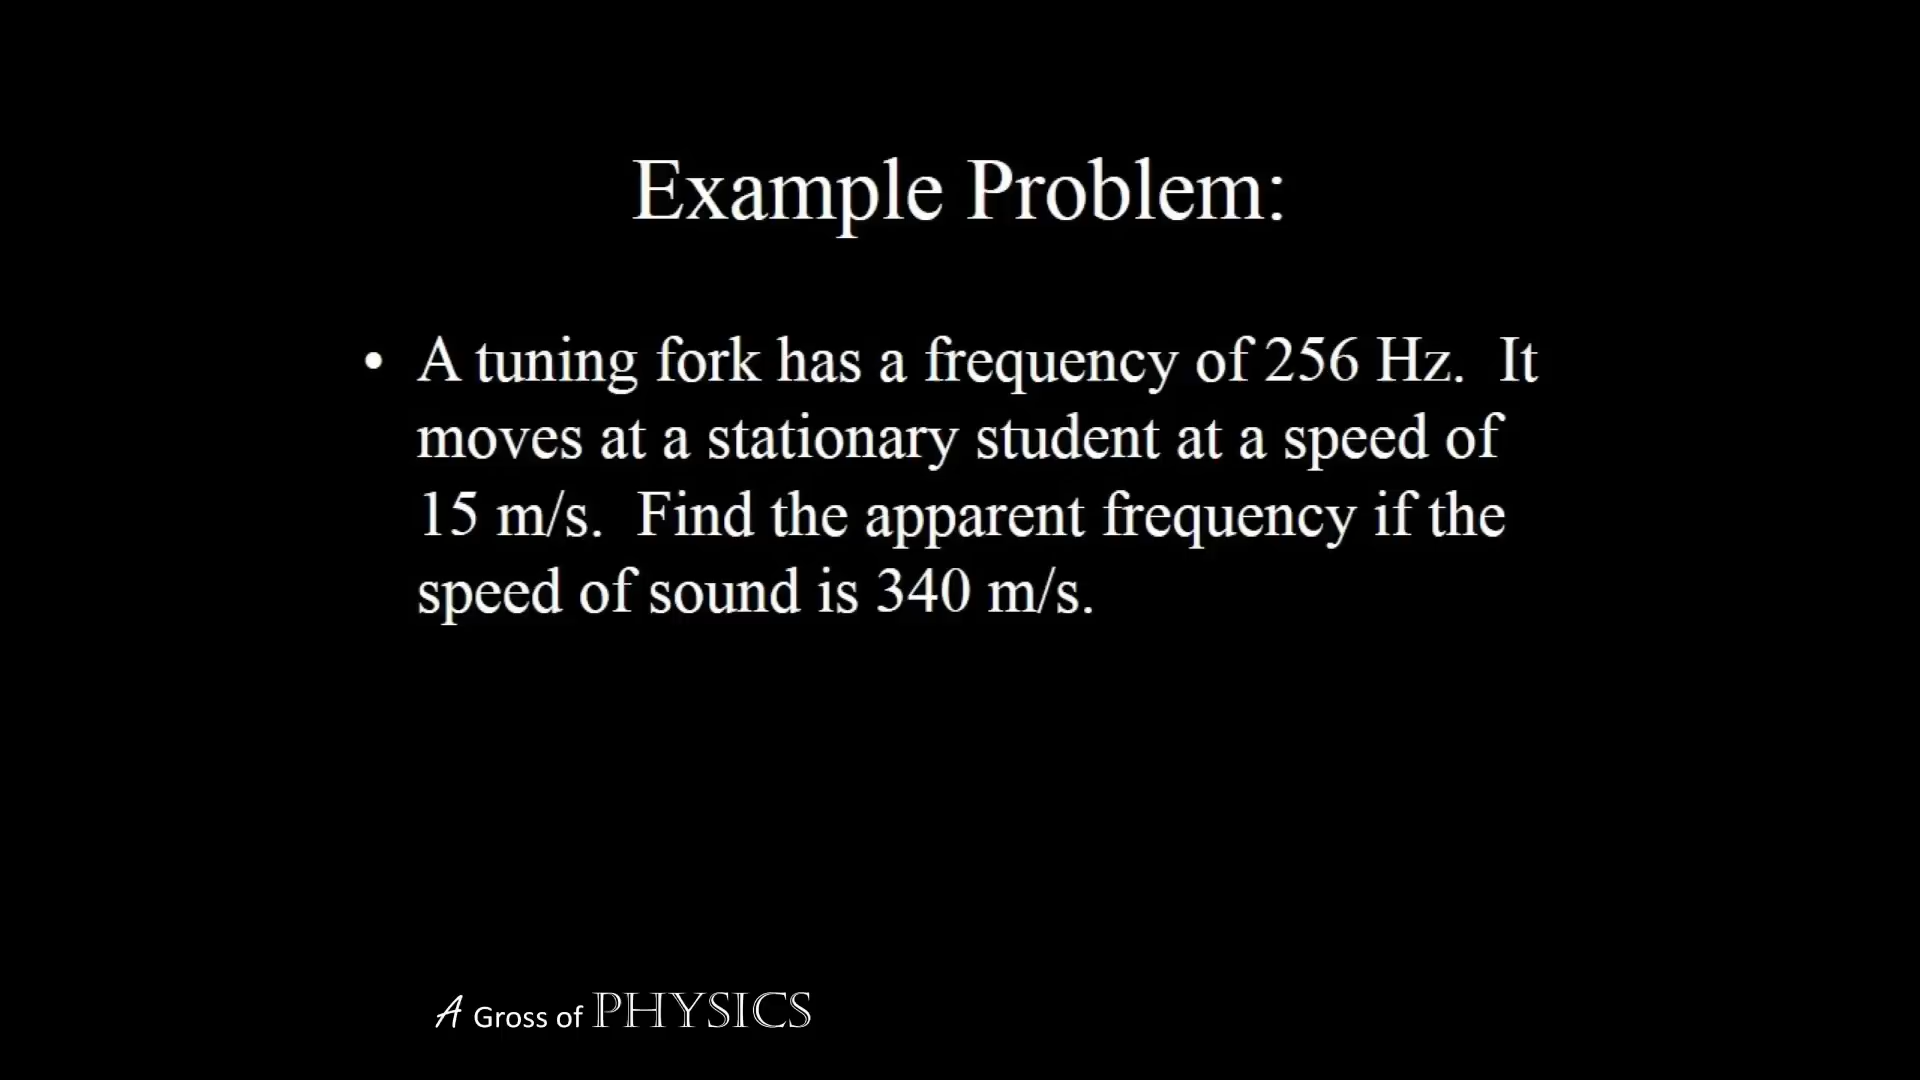 Example Problem:
• A tuning fork has a frequency of 256 Hz. It
moves at a stationary student at a speed of
15 m/s. Find the apparent frequency if the
speed of sound is 340 m/s.
A Gross of PHYSICS